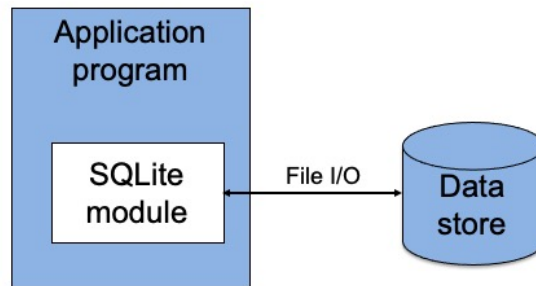 Application
program
SQLite
module
File I/O
Data
store